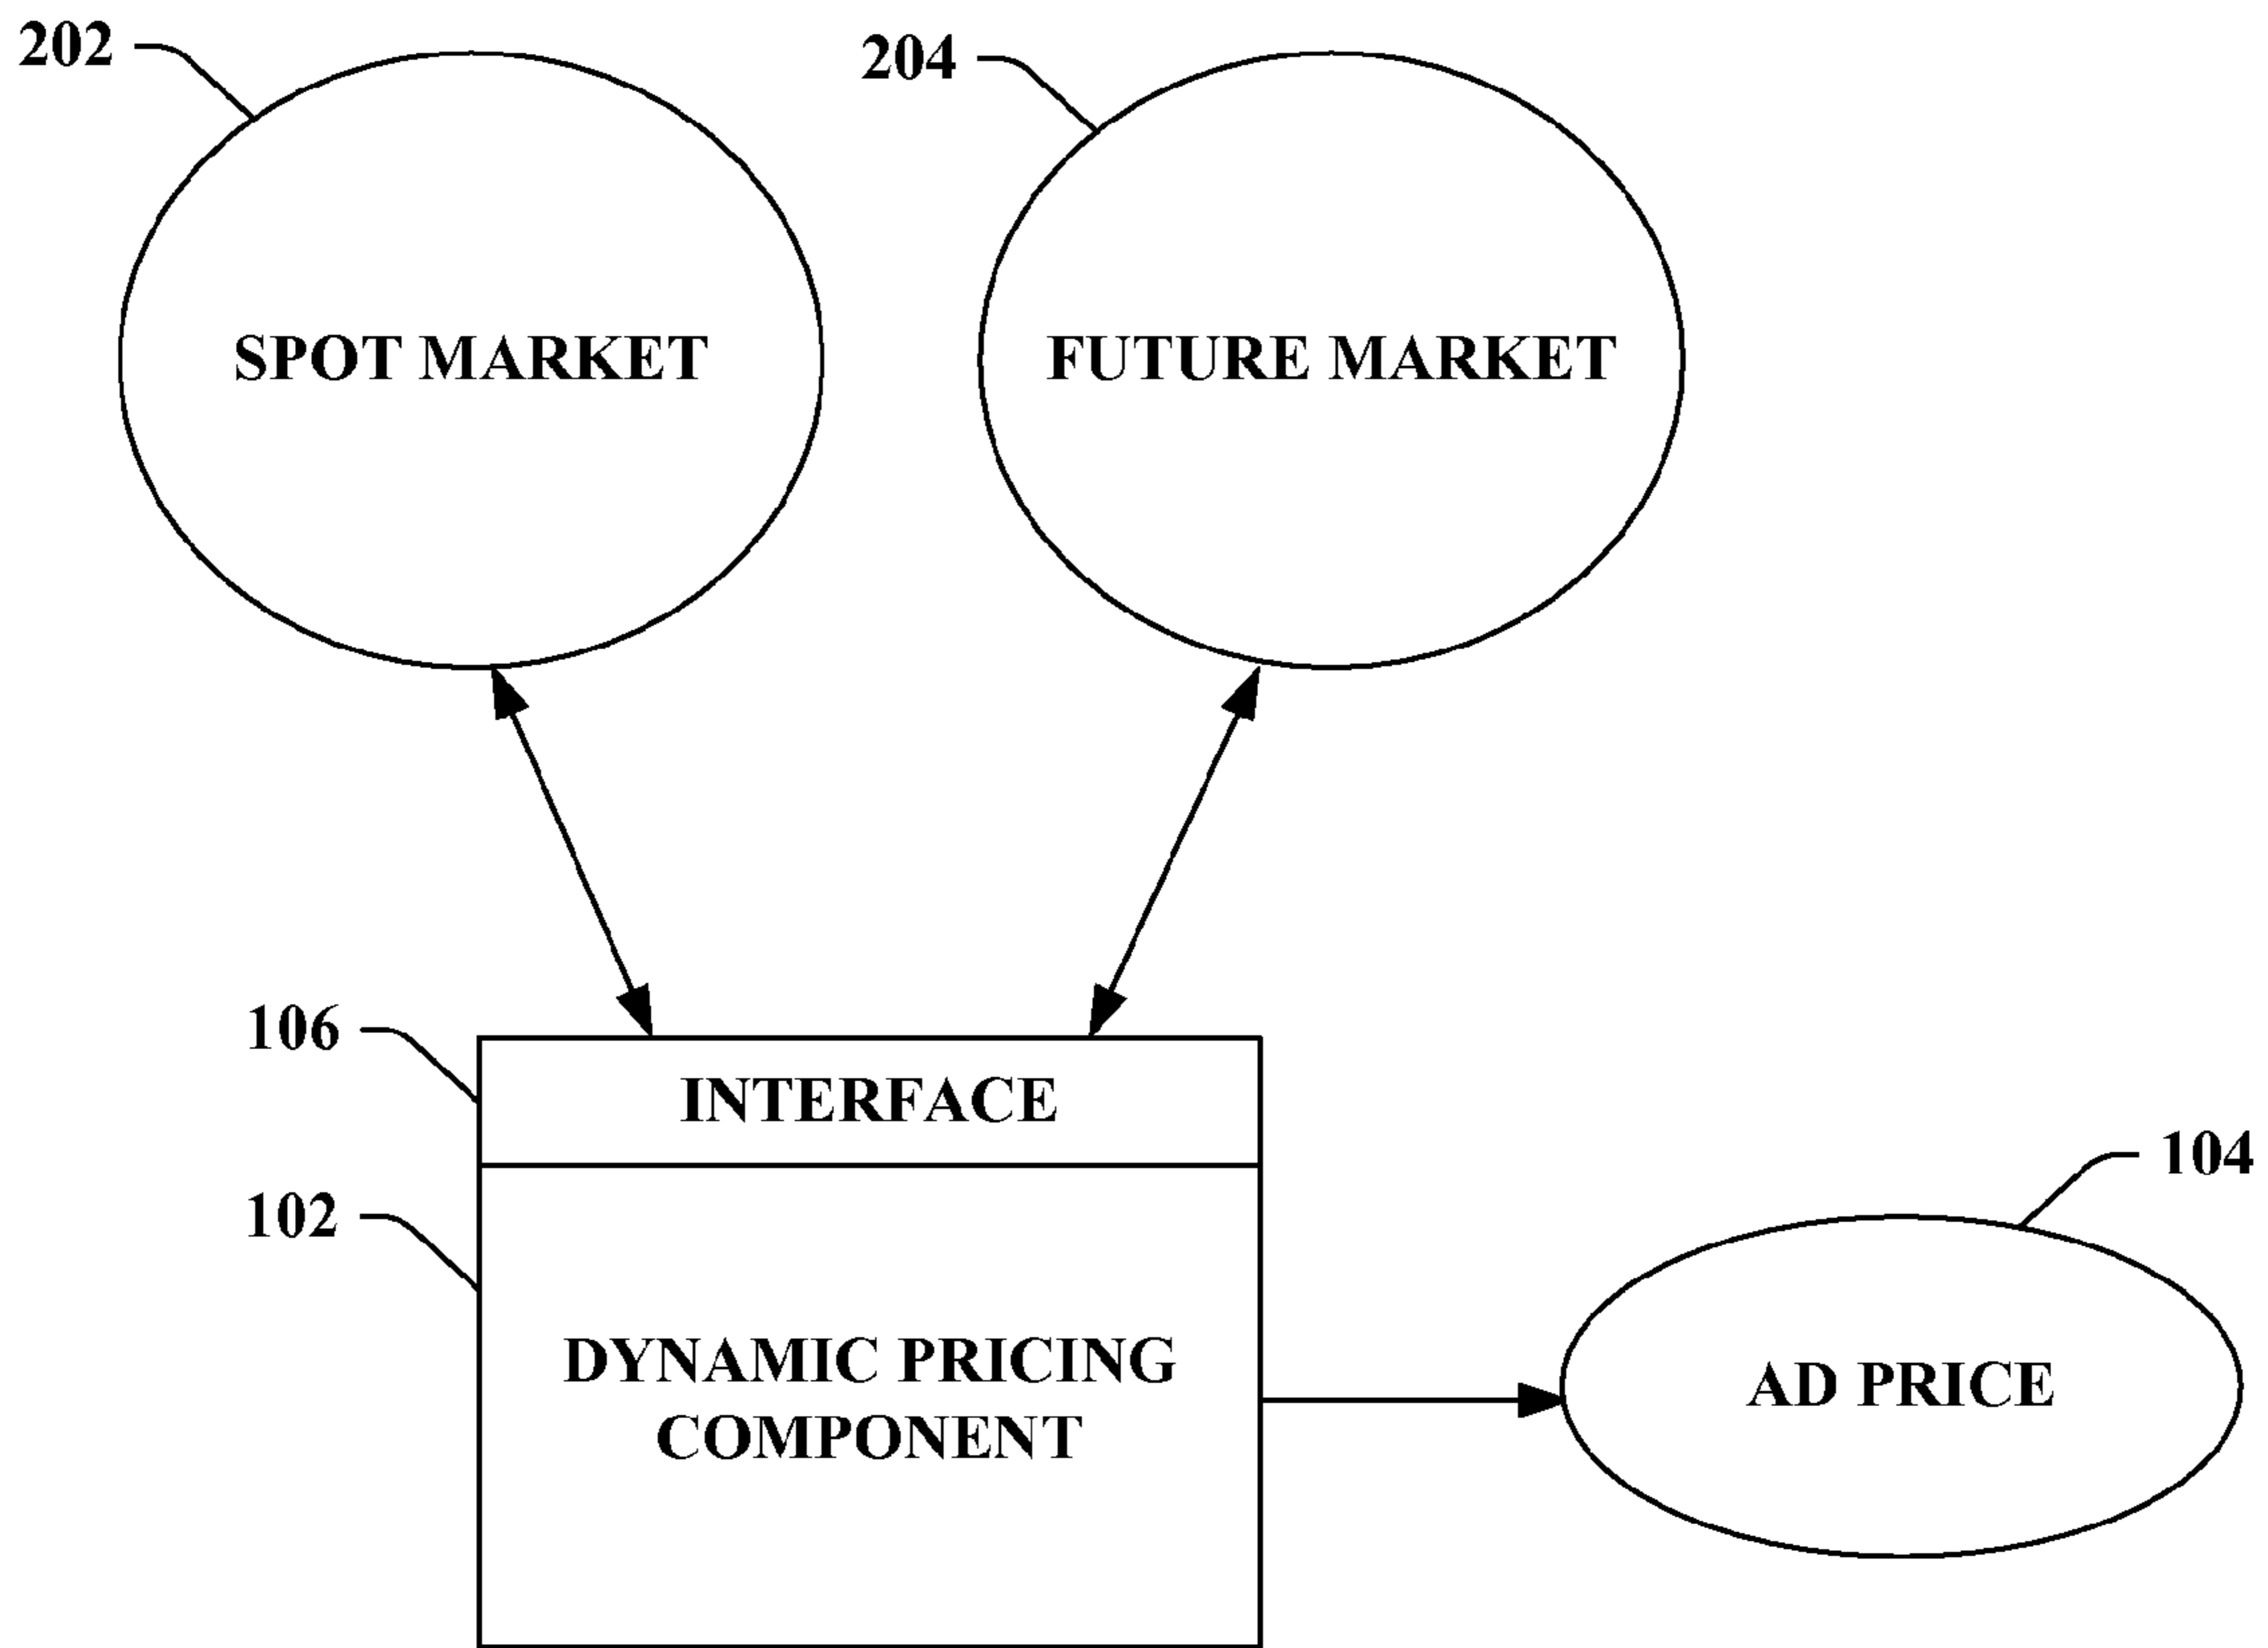 202
204
SPOT MARKET
FUTURE MARKET
106
INTERFACE
104
102
DYNAMIC PRICING
COMPONENT
AD PRICE